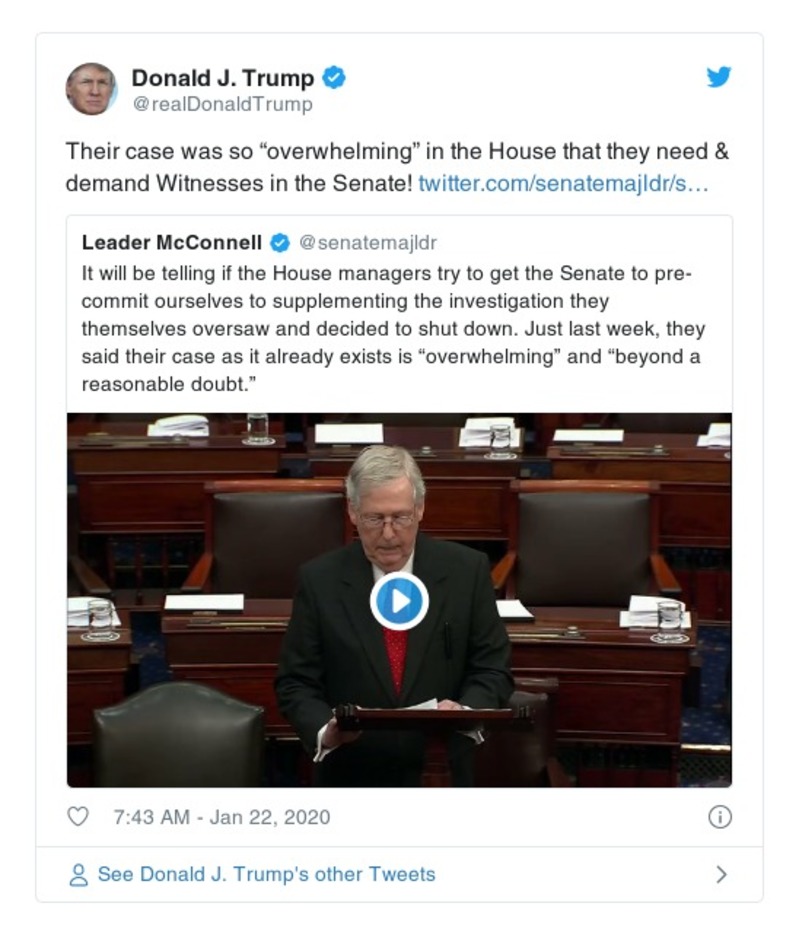 Donald J. Trump
@realDonaldTrump
Their case was so “overwhelming” in the House that they need &
demand Witnesses in the Senate! twitter.com/senatemajldr/s…
Leader McConnell @senatemajldr
It will be telling if the House managers try to get the Senate to pre-
commit ourselves to supplementing the investigation they
themselves oversaw and decided to shut down. Just last week, they
said their case as it already exists is “overwhelming” and “beyond a
reasonable doubt.”
7:43 AM - Jan 22, 2020
See Donald J. Trump's other Tweets